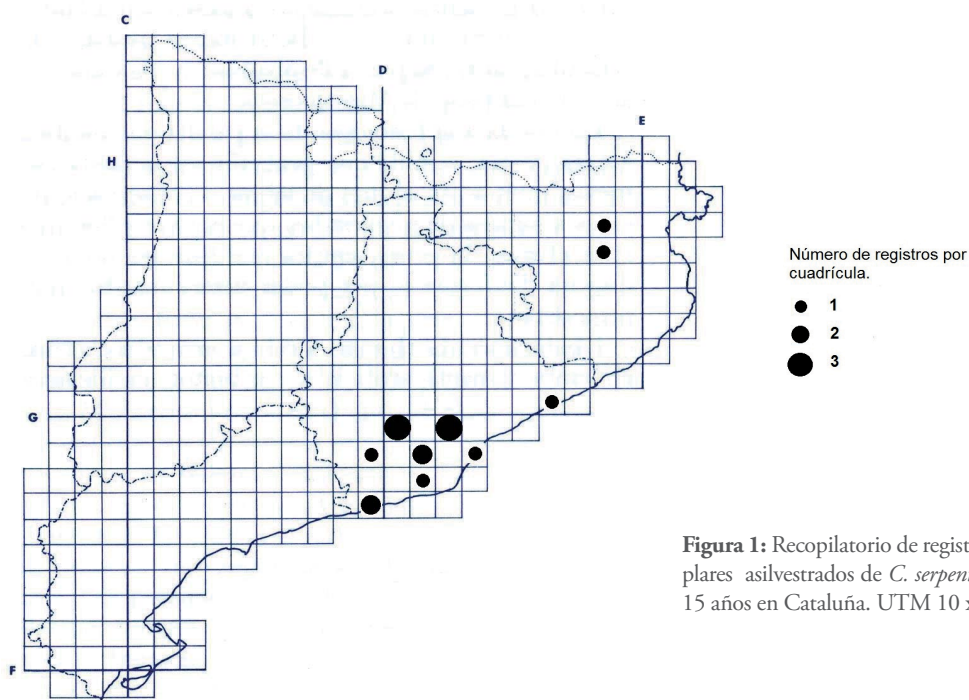 C
D
E
H
G
F
Número de registros por
cuadrícula.
1
2
3
Figura 1: Recopilatorio de regist
plares asilvestrados de C. serpen
15 años en Cataluña. UTM 10 x